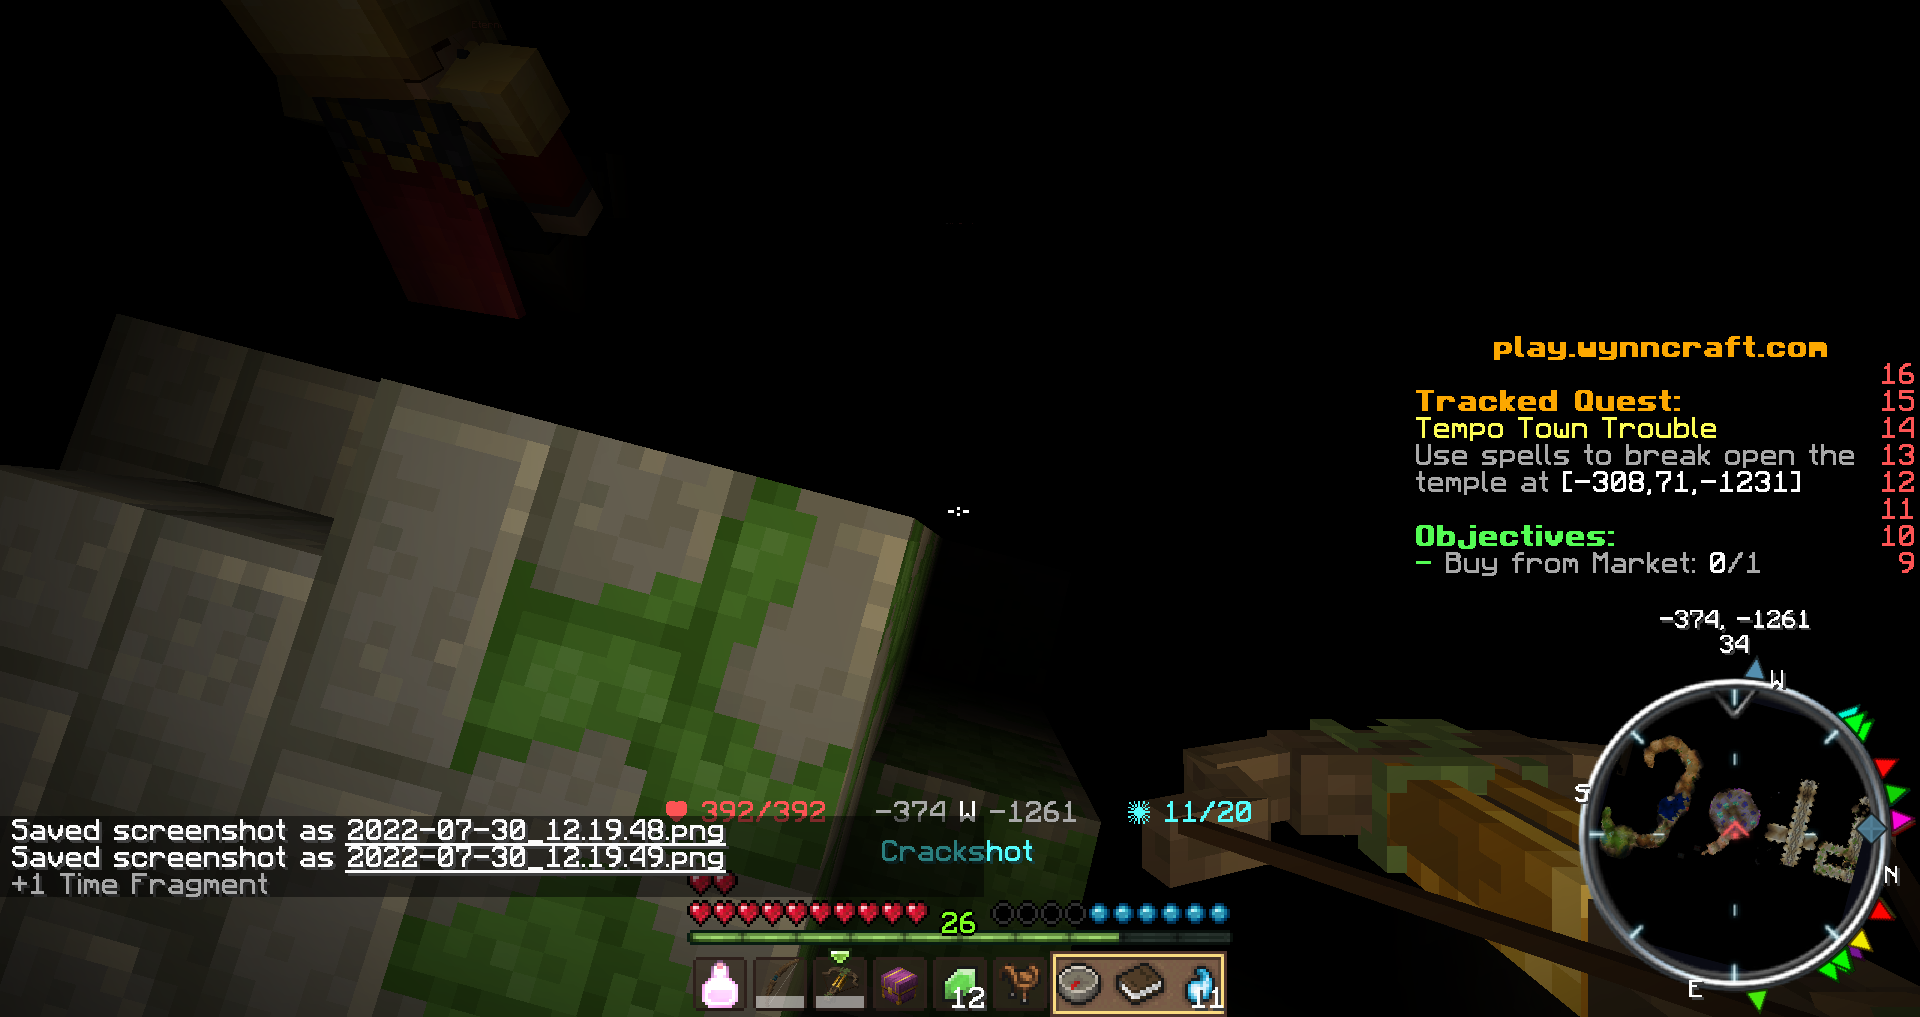 play.wynncraft.com
16
Tracked Quest: 15
Tempo Town Trouble 14
Use spells to break open the 13
temple at [-308,71,-1231] 12
11
Objectives: 10
- Buy from Market: 0/1 9
-374, -1261
34
W
S
N
E
392/392 -374 W -1261 11/20
Crackshot
Saved screenshot as 2022-07-30_12.19.48.png
Saved screenshot as 2022-07-30_12.19.49.png
+1 Time Fragment
26
12
11